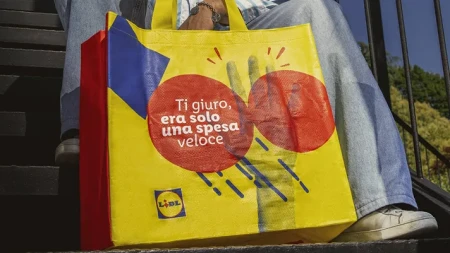 Ti giuro,
era solo
una spesa
veloce
LIDL